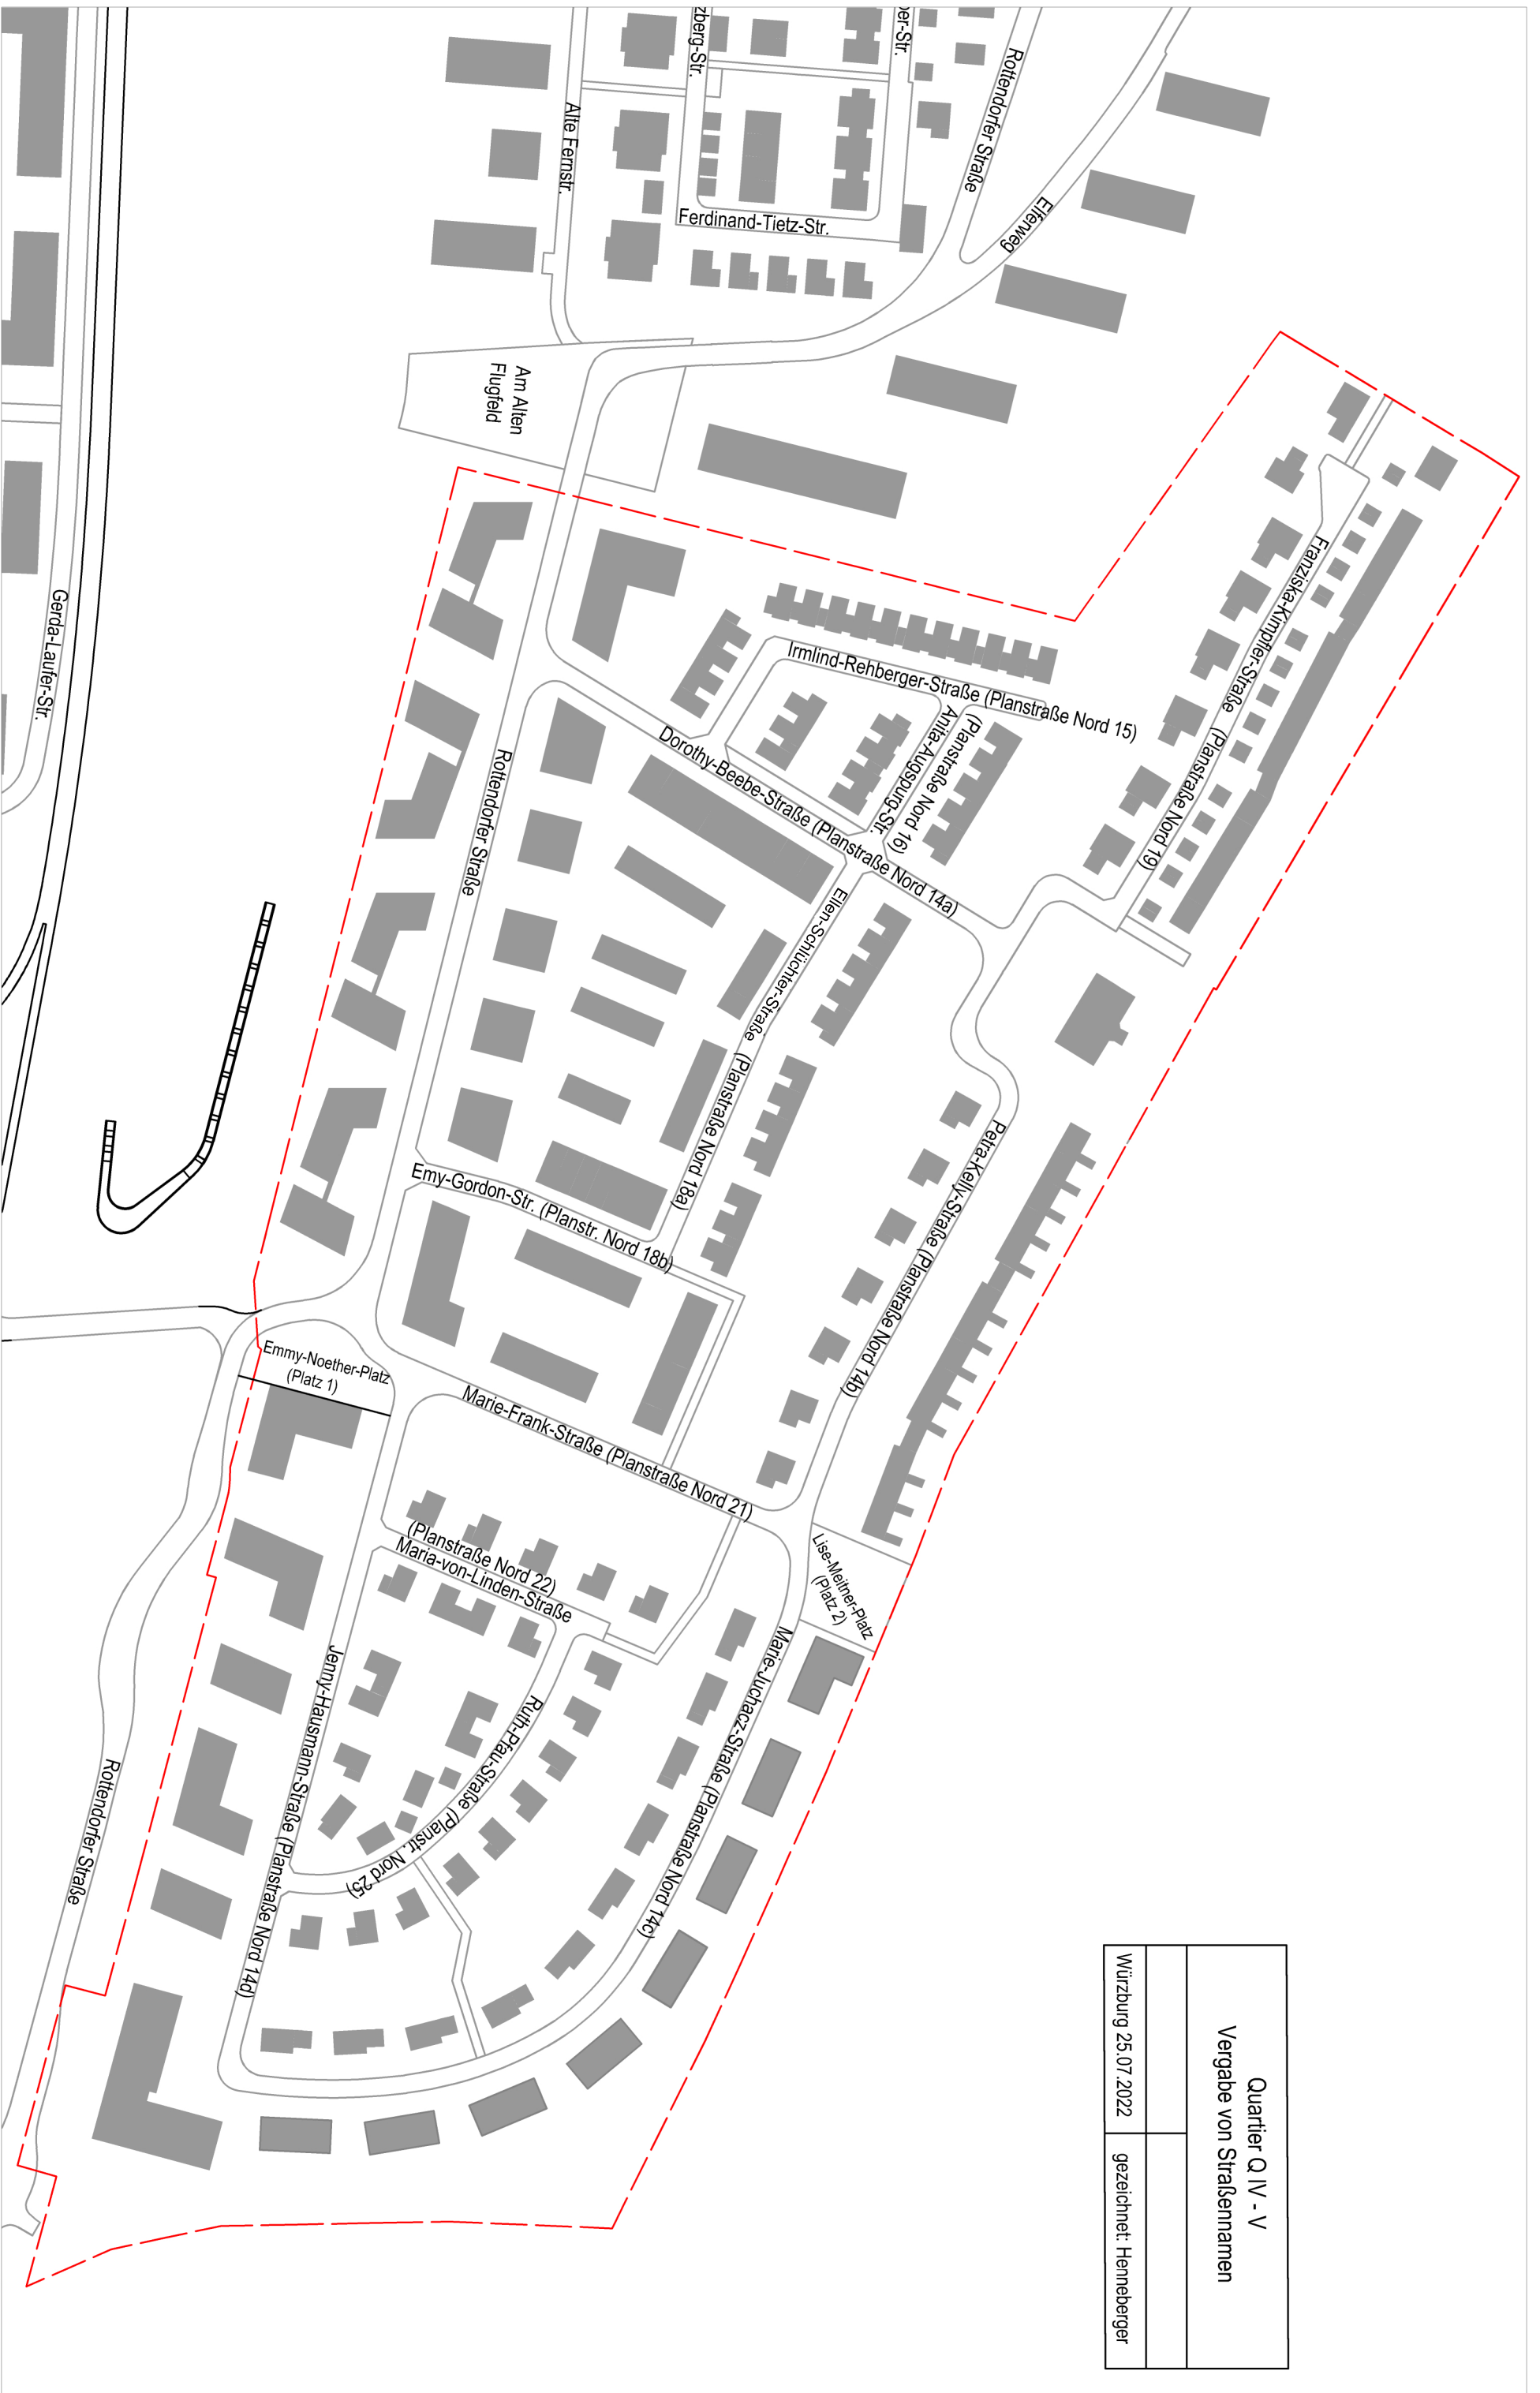 zberg-Str.
per-Str.
Rottendorfer Straße
Alte Fernstr.
Elferweg
Ferdinand-Tietz-Str.
Am Alten
Flugfeld
Gerda-Laufer-Str.
Franziska-Kimpfler-Straße (Planstraße Nord 19)
Irmlind-Rehberger-Straße (Planstraße Nord 15)
Anita-Augspurg-Str.
(Planstraße Nord 16)
Dorothy-Beebe-Straße (Planstraße Nord 14a)
Rottendorfer Straße
Ellen-Schlüchter-Straße (Planstraße Nord 18a)
Emy-Gordon-Str. (Planstr. Nord 18b)
Petra-Kelly-Straße (Planstraße Nord 14b)
Emmy-Noether-Platz
(Platz 1)
Marie-Frank-Straße (Planstraße Nord 21)
(Planstraße Nord 22)
Maria-von-Linden-Straße
Lise-Meitner-Platz
(Platz 2)
Marie-Juchacz-Straße (Planstraße Nord 14c)
Jenny-Hausmann-Straße (Planstraße Nord 14d)
Ruth-Pfau-Straße (Planstr. Nord 25)
Rottendorfer Straße
Quartier Q IV - V
Vergabe von Straßennamen
Würzburg 25.07.2022
gezeichnet: Henneberger